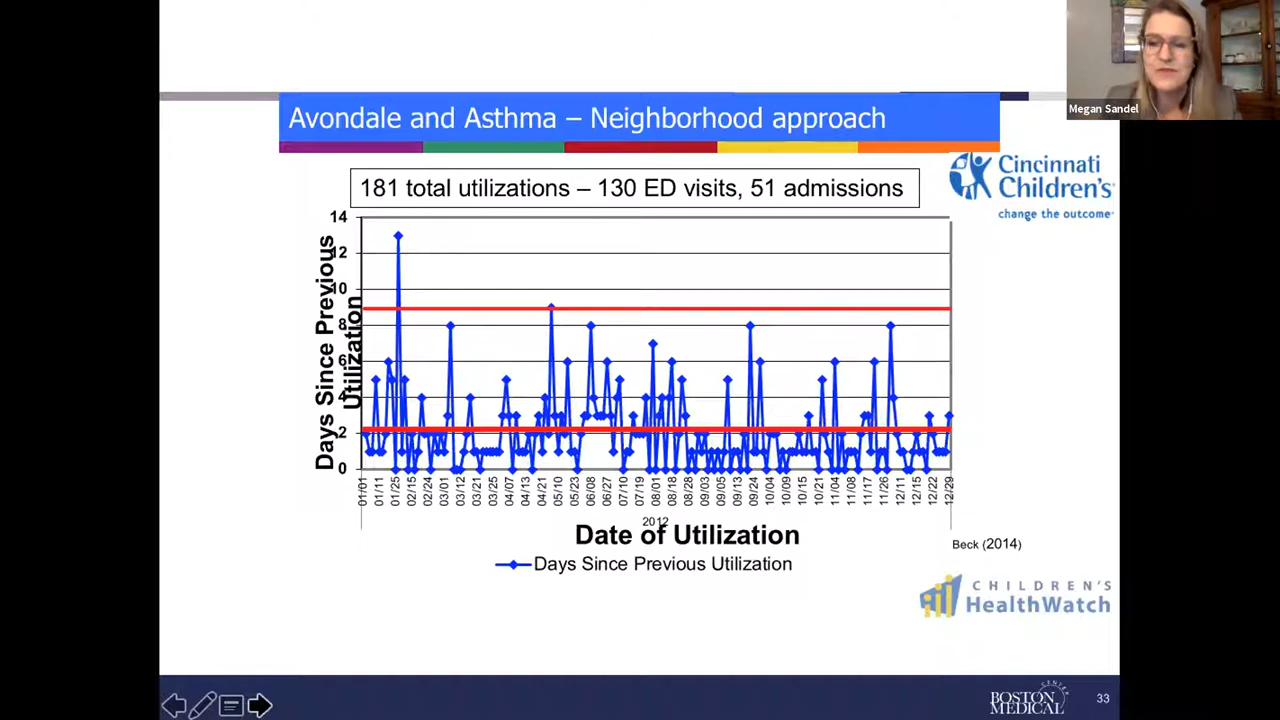 Megan Sandel
Avondale and Asthma – Neighborhood approach
Cincinnati
Children's
change the outcome
181 total utilizations – 130 ED visits, 51 admissions
Days Since Previous
Utilization
14
12
10
8
6
4
2
0
01/01
01/11
01/25
02/15
02/24
03/01
03/12
03/21
03/25
04/07
04/13
04/21
05/10
05/23
06/08
06/27
07/10
07/19
08/01
08/18
08/28
09/03
09/05
09/13
09/24
10/04
10/09
10/15
10/21
11/04
11/08
11/17
11/26
12/11
12/15
12/22
12/29
2012
Date of Utilization
Days Since Previous Utilization
Beck (2014)
CHILDREN'S
HealthWatch
BOSTON
MEDICAL
CENTER
33